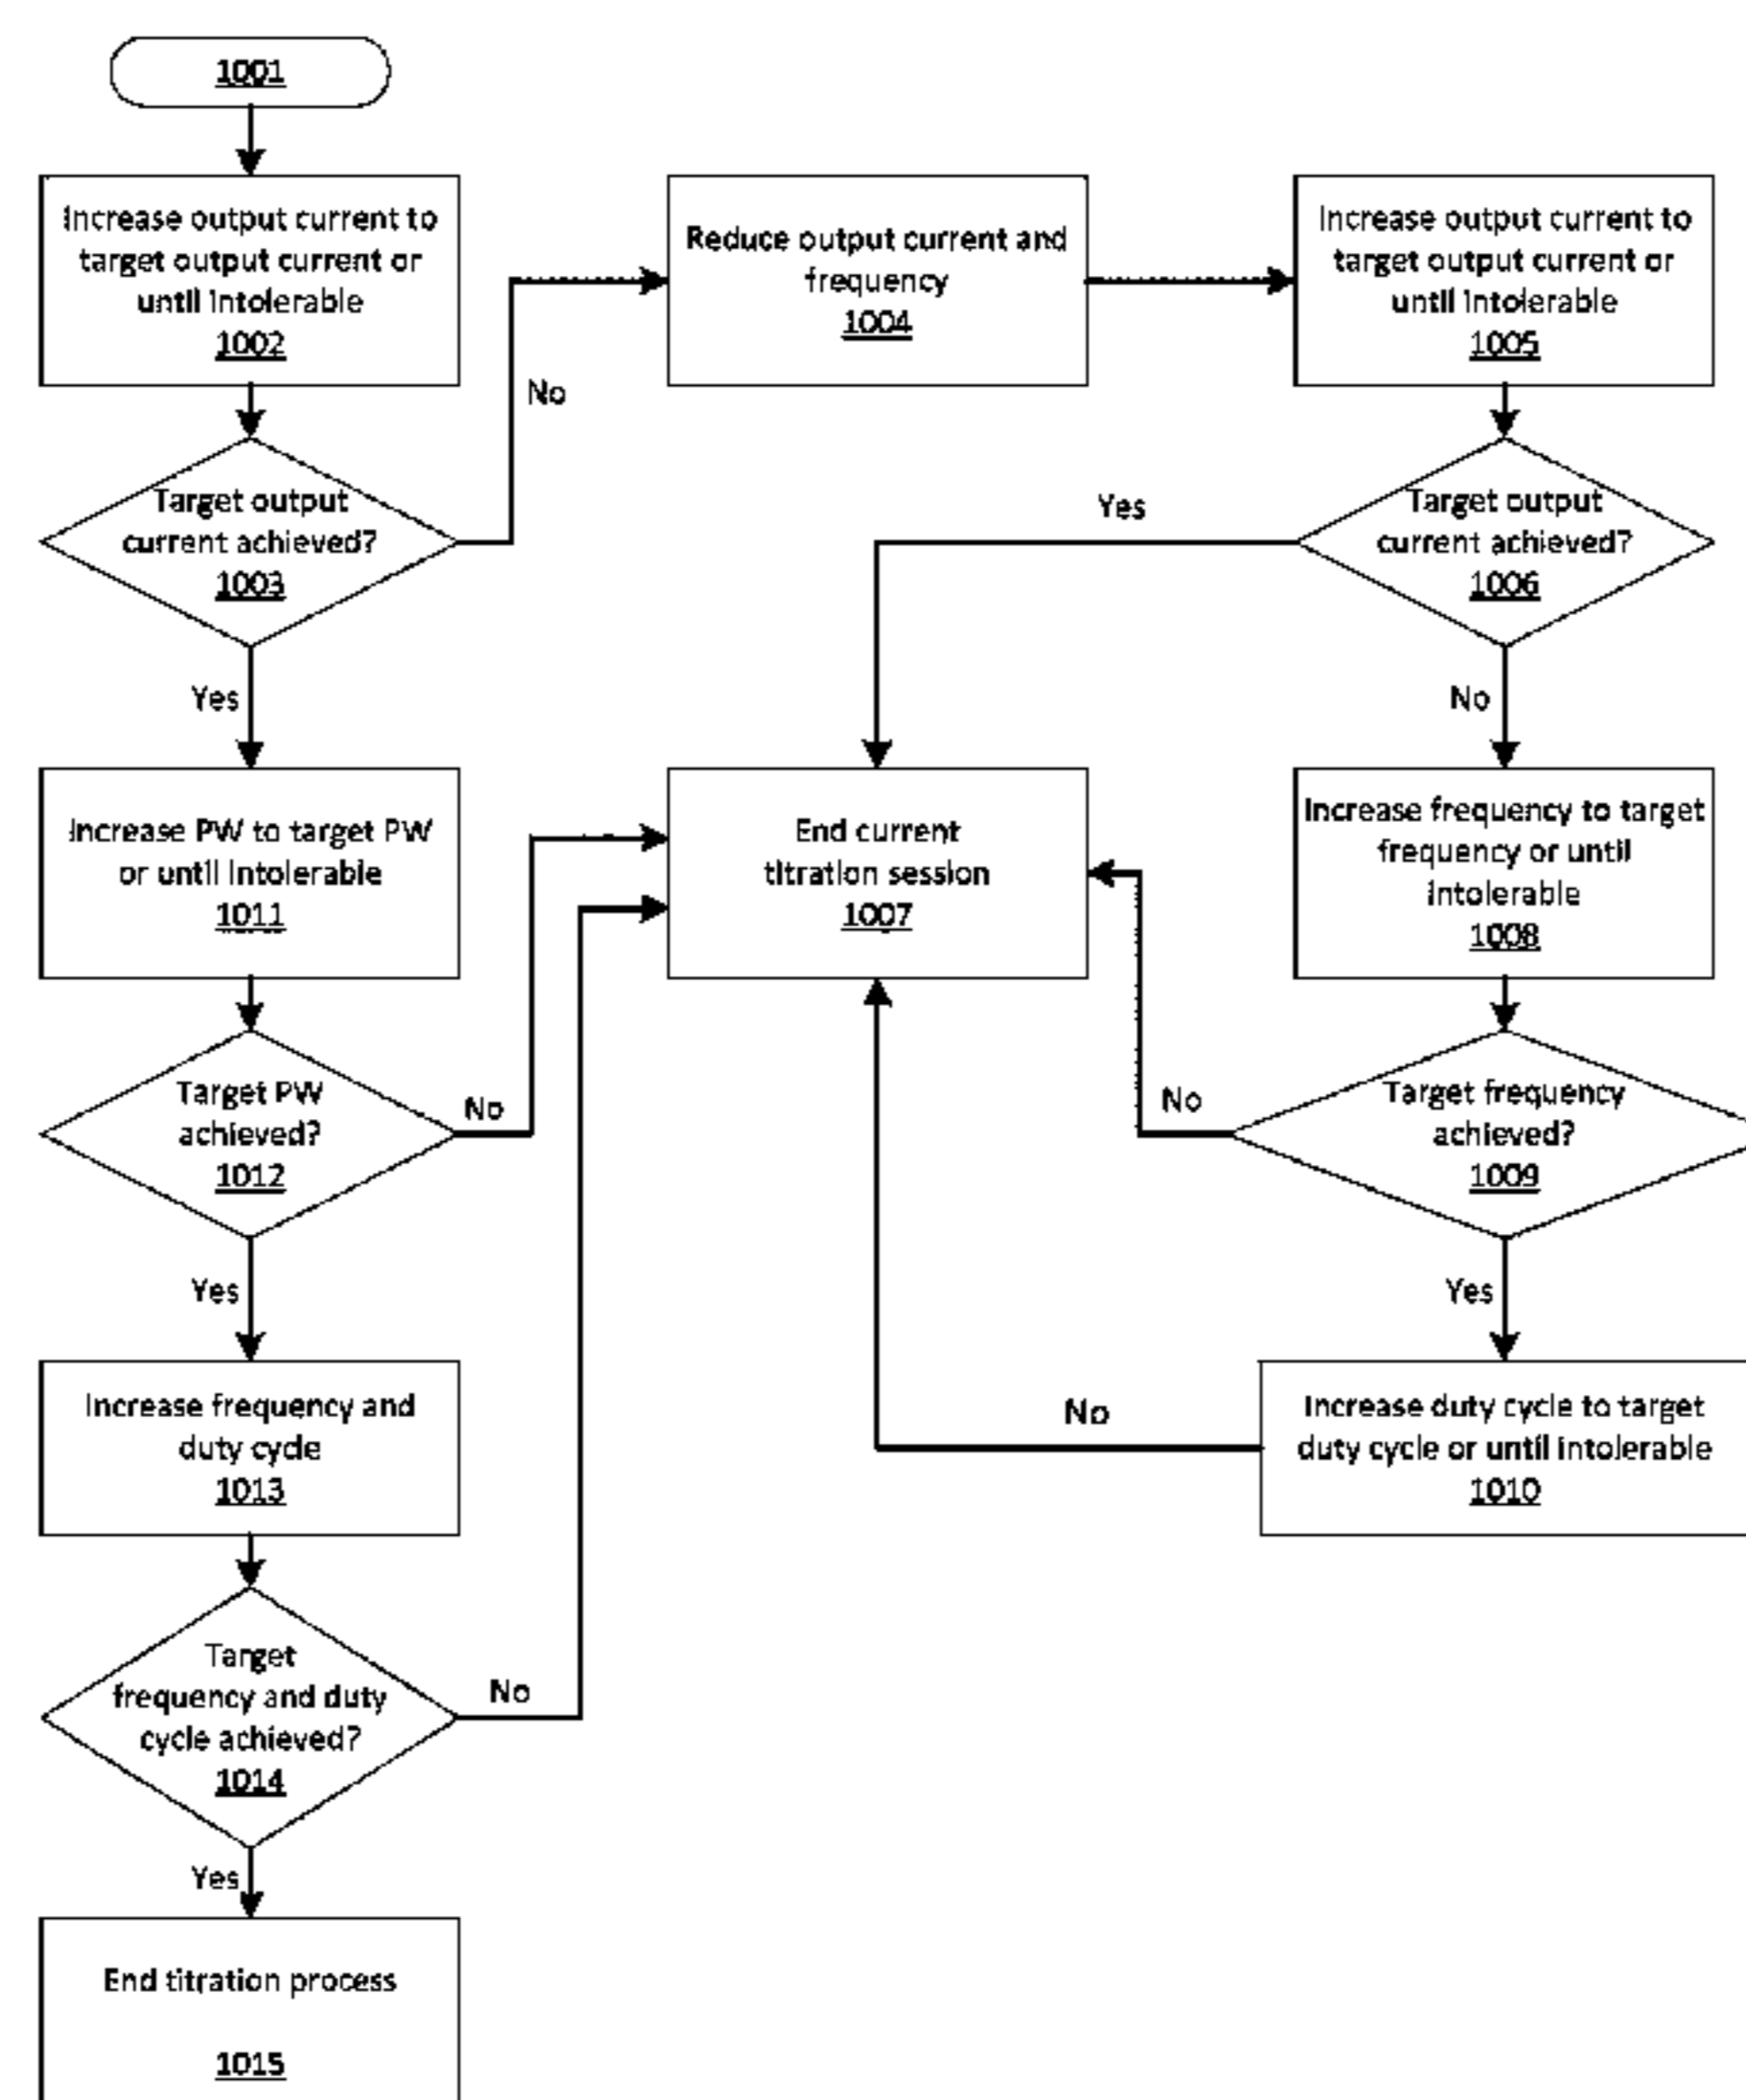 1001
Increase output current to
target output current or
until intolerable
1002
No
Target output
current achieved?
1003
Yes
Reduce output current and
frequency
1004
Increase output current to
target output current or
until intolerable
1005
Target output
current achieved?
1006
Yes
No
Increase PW to target PW
or until intolerable
1011
End current
titration session
1007
Increase frequency to target
frequency or until
intolerable
1008
Target PW
achieved?
1012
No
Yes
Target frequency
achieved?
1009
No
Yes
Increase frequency and
duty cycle
1013
Increase duty cycle to target
duty cycle or until intolerable
1010
No
Target
frequency and duty
cycle achieved?
1014
No
Yes
End titration process
1015